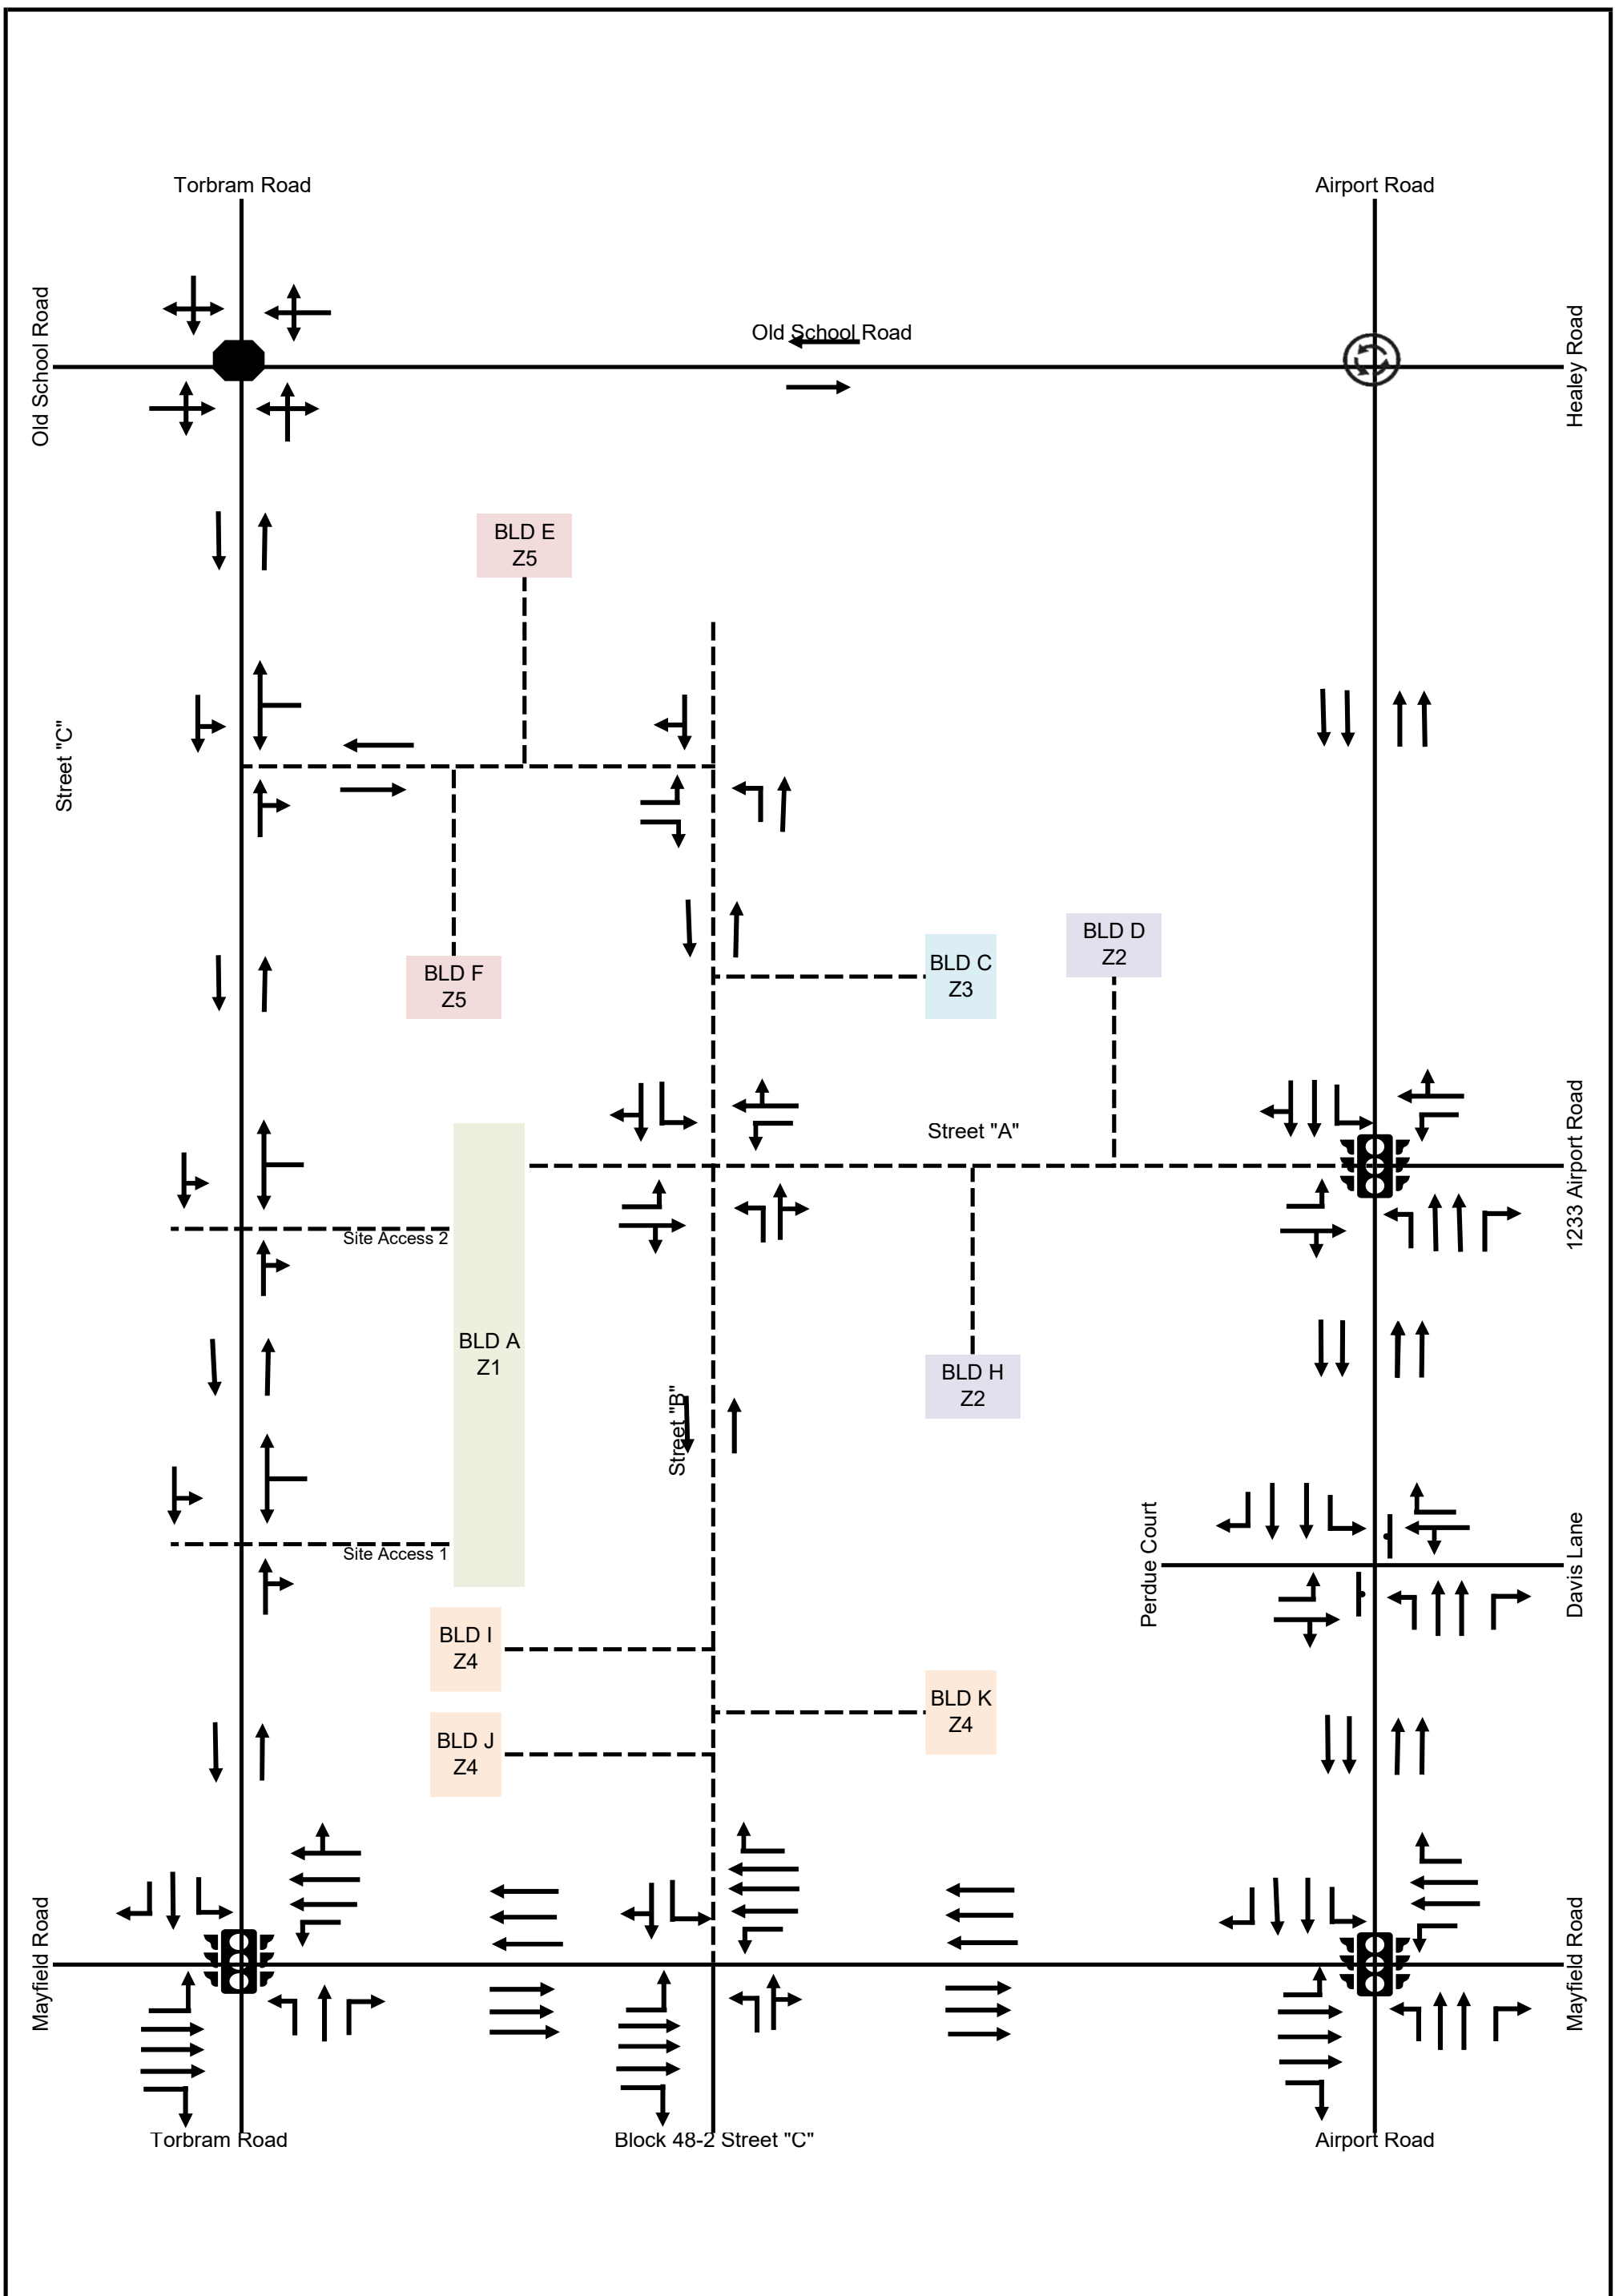 Torbram Road
Airport Road
Old School Road
Old School Road
Healey Road
BLD E
Z5
Street "C"
BLD F
Z5
BLD C
Z3
BLD D
Z2
Street "A"
1233 Airport Road
Site Access 2
BLD A
Z1
BLD H
Z2
Street "B"
Site Access 1
Perdue Court
Davis Lane
BLD I
Z4
BLD K
Z4
BLD J
Z4
Mayfield Road
Mayfield Road
Torbram Road
Block 48-2 Street "C"
Airport Road